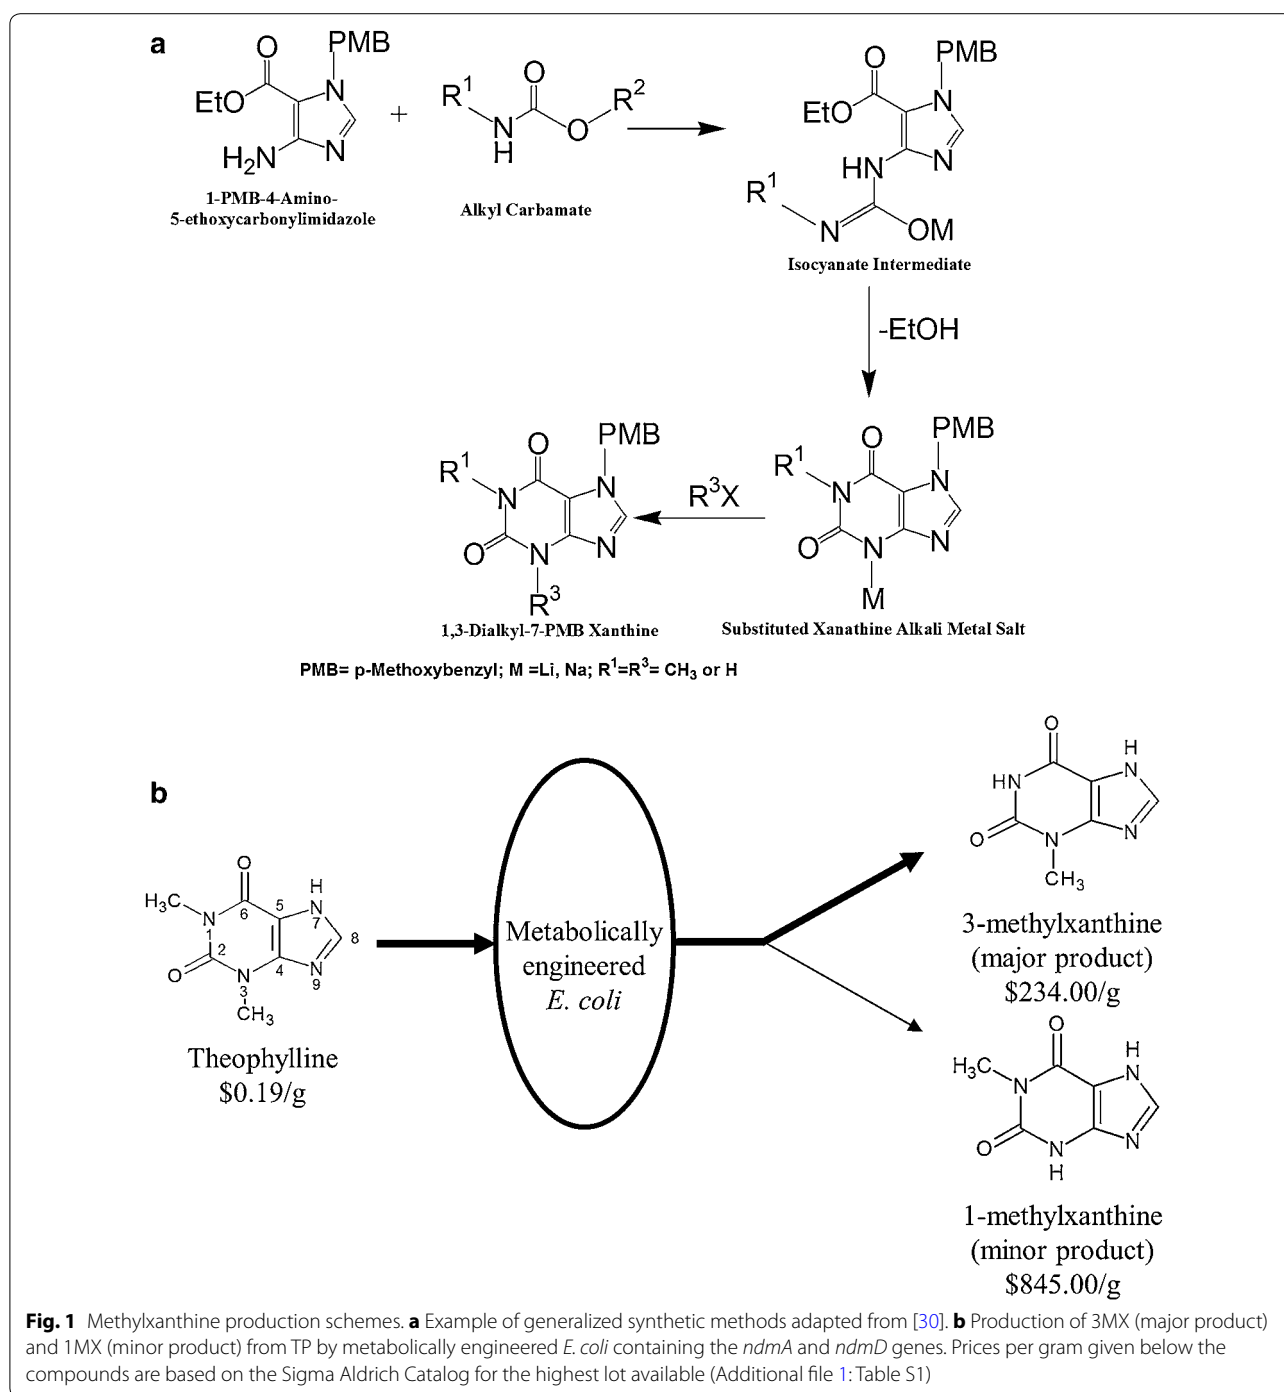 a
O
PMB
EtO
N
H2N
N
1-PMB-4-Amino-
5-ethoxycarbonylimidazole
+
R1
O
R2
N
H
O
Alkyl Carbamate
O
PMB
EtO
N
HN
N
R1
N
OM
Isocyanate Intermediate
-EtOH
O
PMB
R1
N
N
O
N
N
M
Substituted Xanathine Alkali Metal Salt
R3X
O
PMB
R1
N
N
O
N
N
R3
1,3-Dialkyl-7-PMB Xanthine
PMB= p-Methoxybenzyl; M =Li, Na; R1=R3= CH3 or H
b
O
H
H3C
6
5
N
7
N
1
8
2
O
4
N
9
N
3
CH3
Theophylline
$0.19/g
Metabolically
engineered
E. coli
O
H
HN
N
O
N
N
CH3
3-methylxanthine
(major product)
$234.00/g
O
H
H3C
N
N
O
N
N
H
1-methylxanthine
(minor product)
$845.00/g
Fig. 1 Methylxanthine production schemes. a Example of generalized synthetic methods adapted from [30]. b Production of 3MX (major product)
and 1MX (minor product) from TP by metabolically engineered E. coli containing the ndmA and ndmD genes. Prices per gram given below the
compounds are based on the Sigma Aldrich Catalog for the highest lot available (Additional file 1: Table S1)